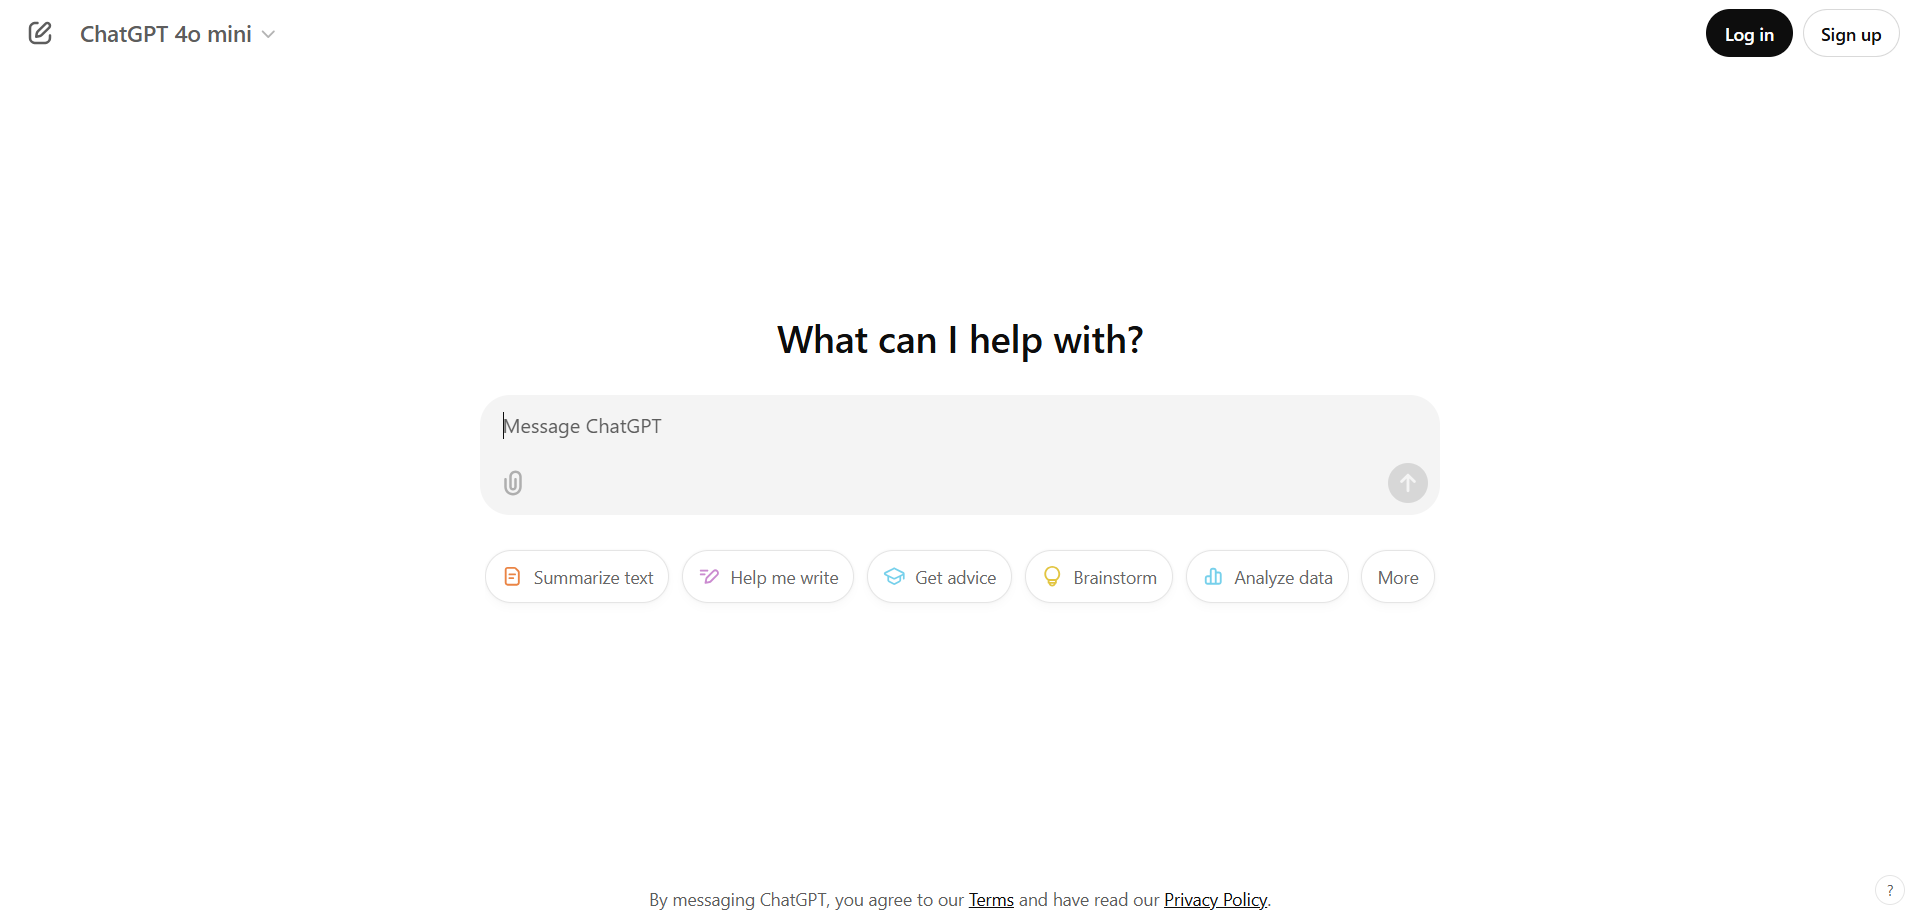 ChatGPT 4o mini
Log in
Sign up
What can I help with?
Message ChatGPT
Summarize text
Help me write
Get advice
Brainstorm
Analyze data
More
By messaging ChatGPT, you agree to our Terms and have read our Privacy Policy.
?